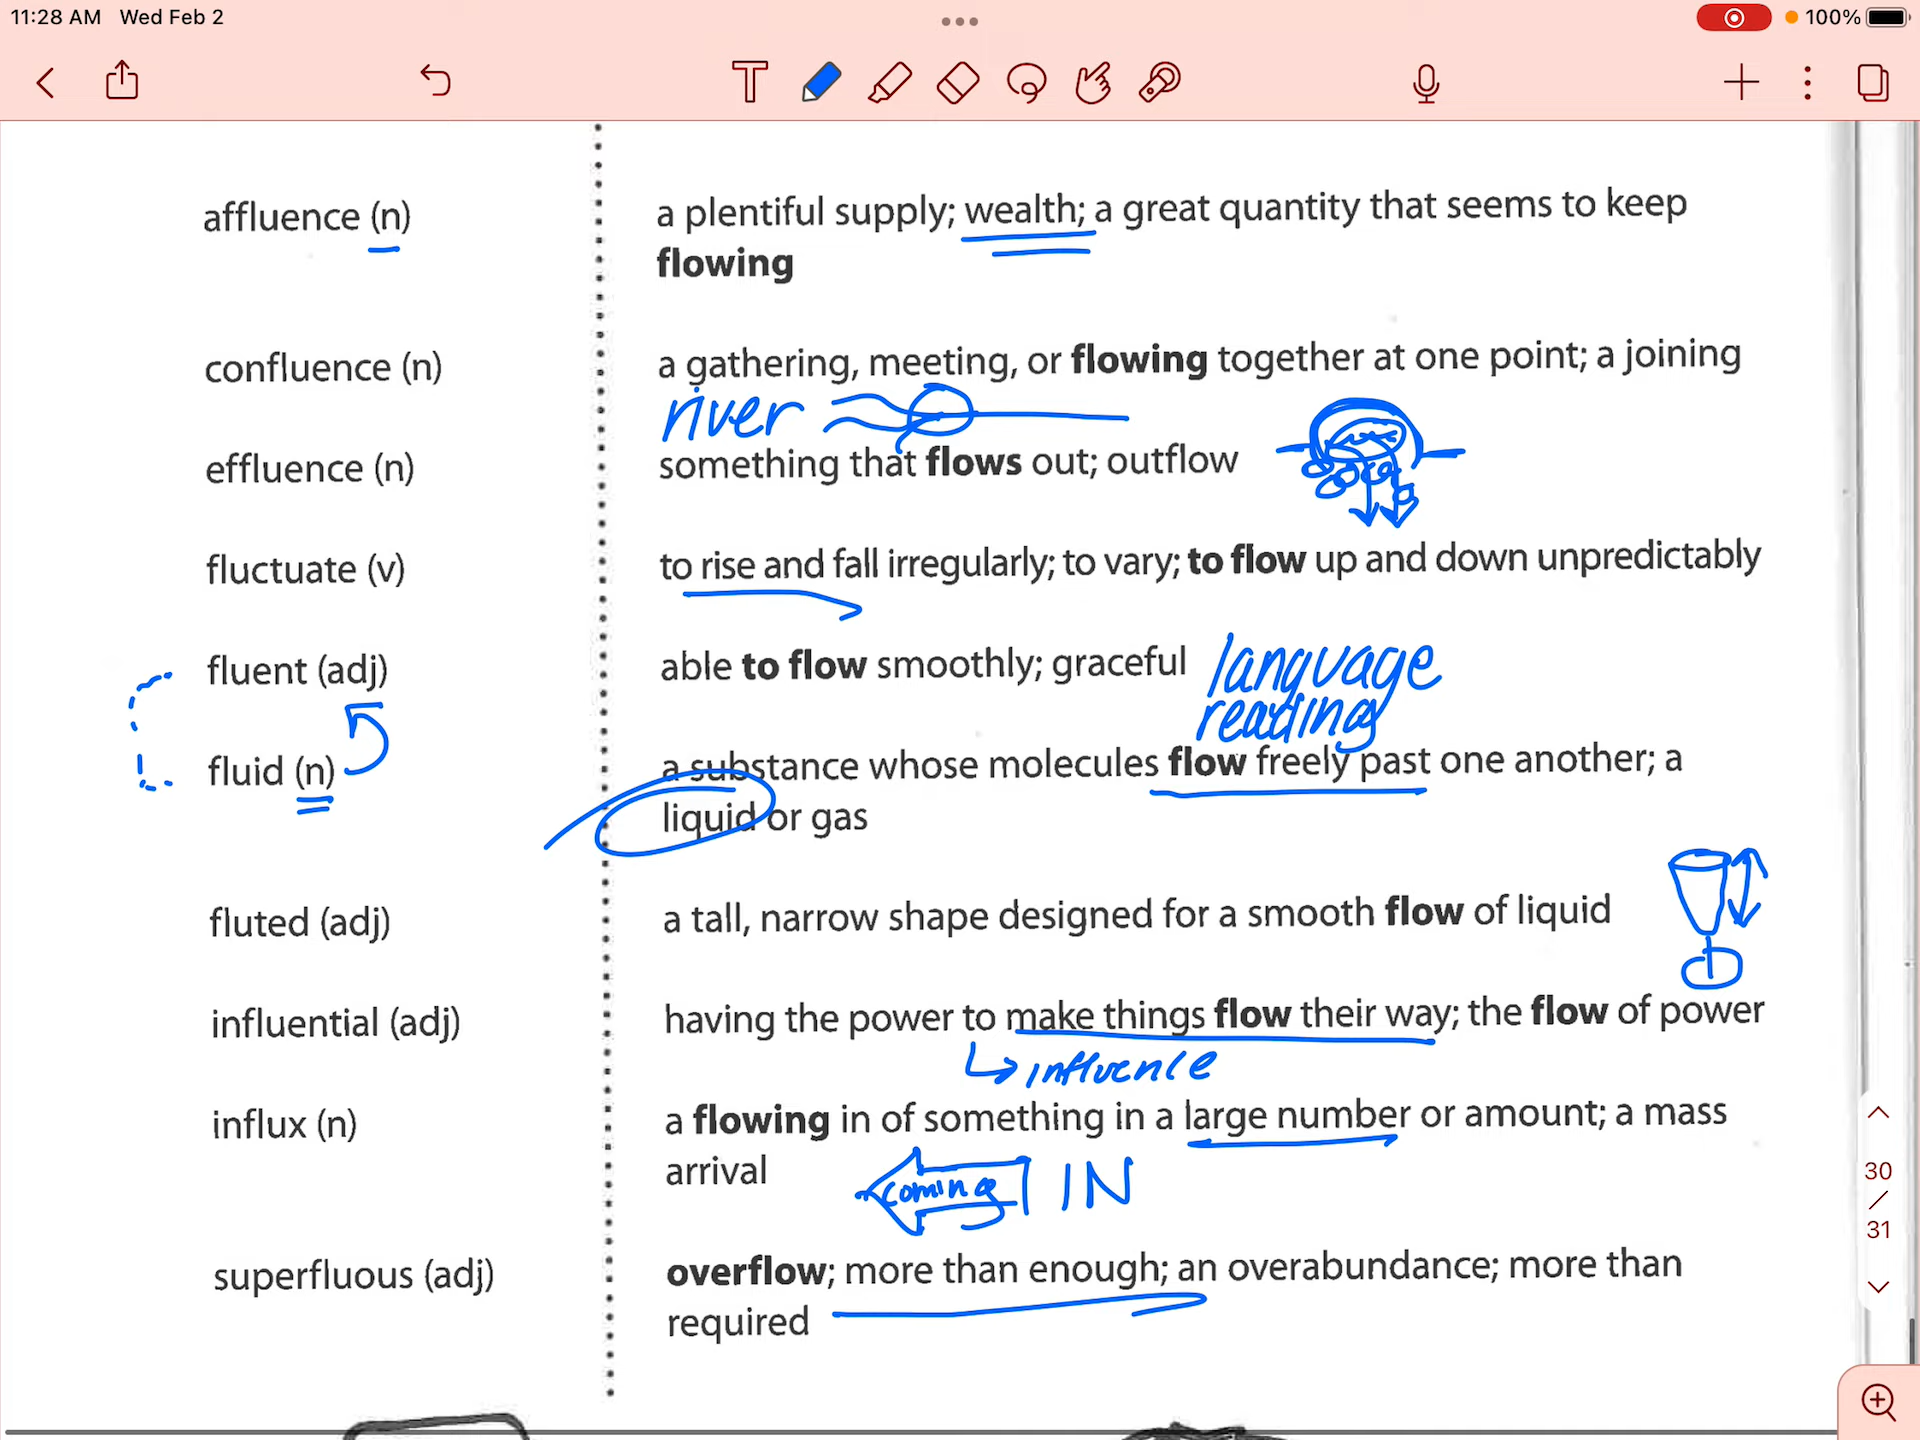 11:28 AM Wed Feb 2
100%
T
affluence (n) a plentiful supply; wealth; a great quantity that seems to keep
flowing
confluence (n) a gathering, meeting, or flowing together at one point; a joining
river
effluence (n) something that flows out; outflow
fluctuate (v) to rise and fall irregularly; to vary; to flow up and down unpredictably
fluent (adj) able to flow smoothly; graceful language
reading
fluid (n) a substance whose molecules flow freely past one another; a
liquid or gas
fluted (adj) a tall, narrow shape designed for a smooth flow of liquid
influential (adj) having the power to make things flow their way; the flow of power
influence
influx (n) a flowing in of something in a large number or amount; a mass
arrival coming IN
30
/
31
superfluous (adj) overflow; more than enough; an overabundance; more than
required